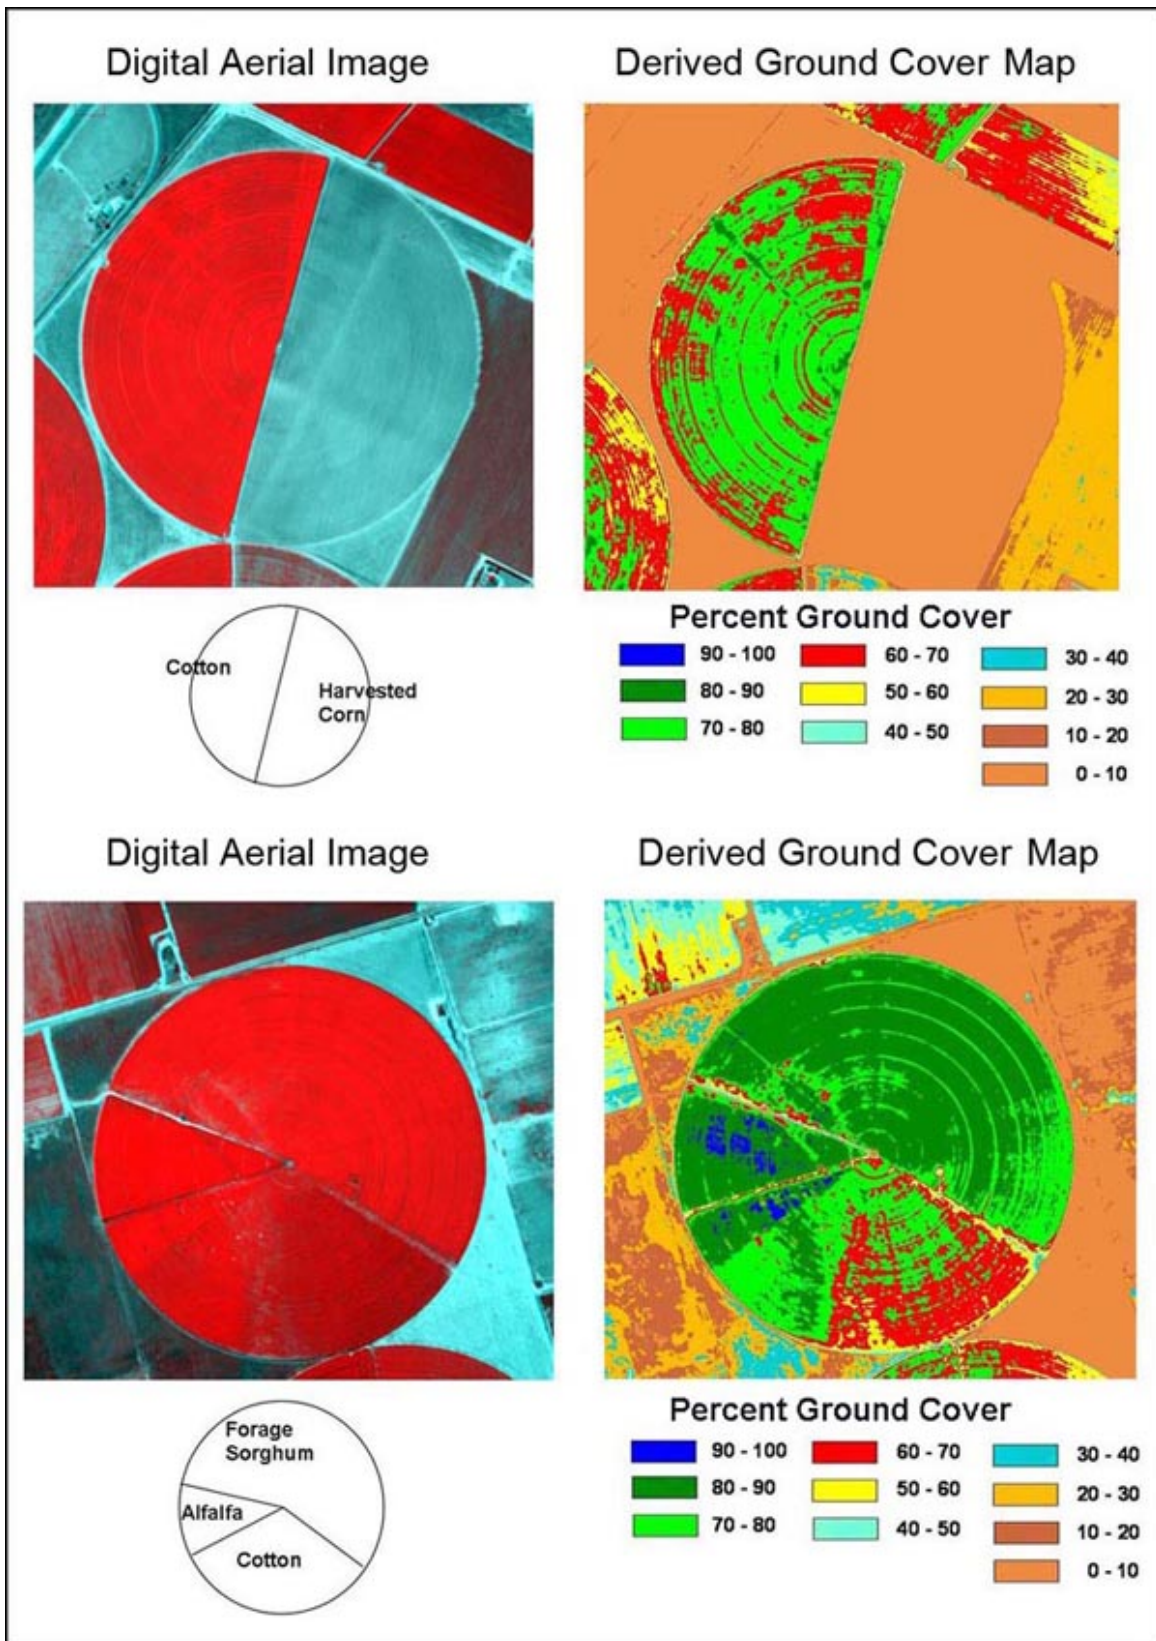 Digital Aerial Image
Derived Ground Cover Map
Cotton
Harvested
Corn
Percent Ground Cover
90 - 100
80 - 90
70 - 80
60 - 70
50 - 60
40 - 50
30 - 40
20 - 30
10 - 20
0 - 10
Digital Aerial Image
Derived Ground Cover Map
Forage
Sorghum
Alfalfa
Cotton
Percent Ground Cover
90 - 100
80 - 90
70 - 80
60 - 70
50 - 60
40 - 50
30 - 40
20 - 30
10 - 20
0 - 10